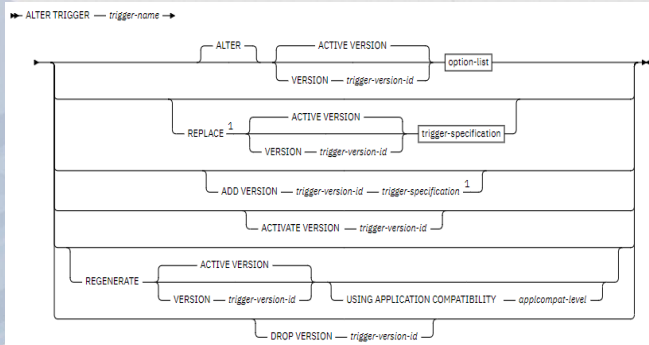 ALTER TRIGGER — trigger-name
ALTER ACTIVE VERSION
VERSION — trigger-version-id option-list
REPLACE 1 ACTIVE VERSION
VERSION — trigger-version-id trigger-specification
ADD VERSION — trigger-version-id — trigger-specification 1
ACTIVATE VERSION — trigger-version-id
REGENERATE ACTIVE VERSION
VERSION — trigger-version-id USING APPLICATION COMPATIBILITY — applcompat-level
DROP VERSION — trigger-version-id